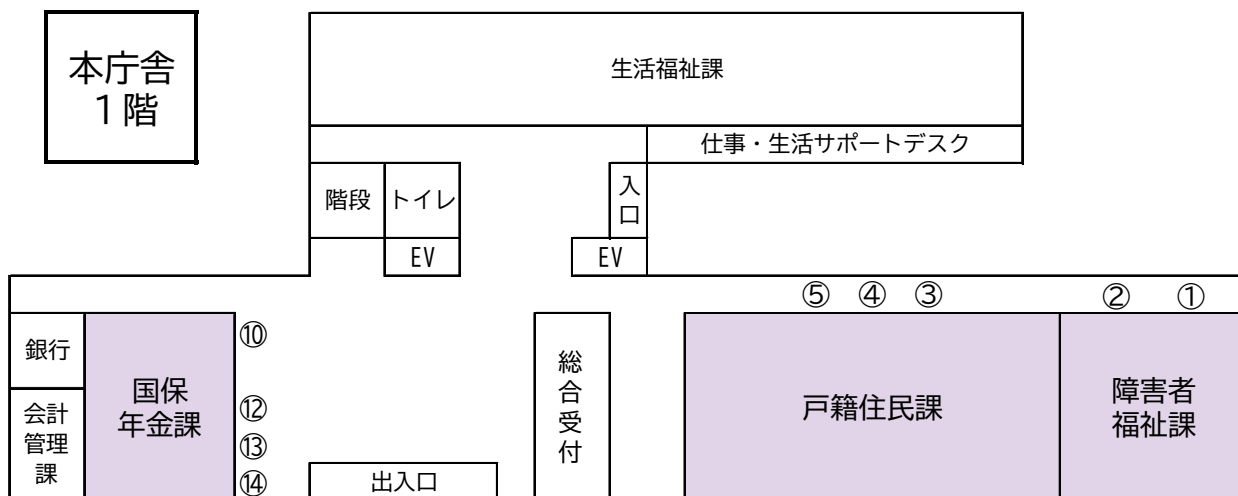 本庁舎
１階
生活福祉課
仕事・生活サポートデスク
階段
トイレ
入
口
EV
EV
⑤ ④ ③ ② ①
銀行
会計
管理
課
国保
年金課
⑩
⑫
⑬
⑭
出入口
総
合
受
付
戸籍住民課
障害者
福祉課